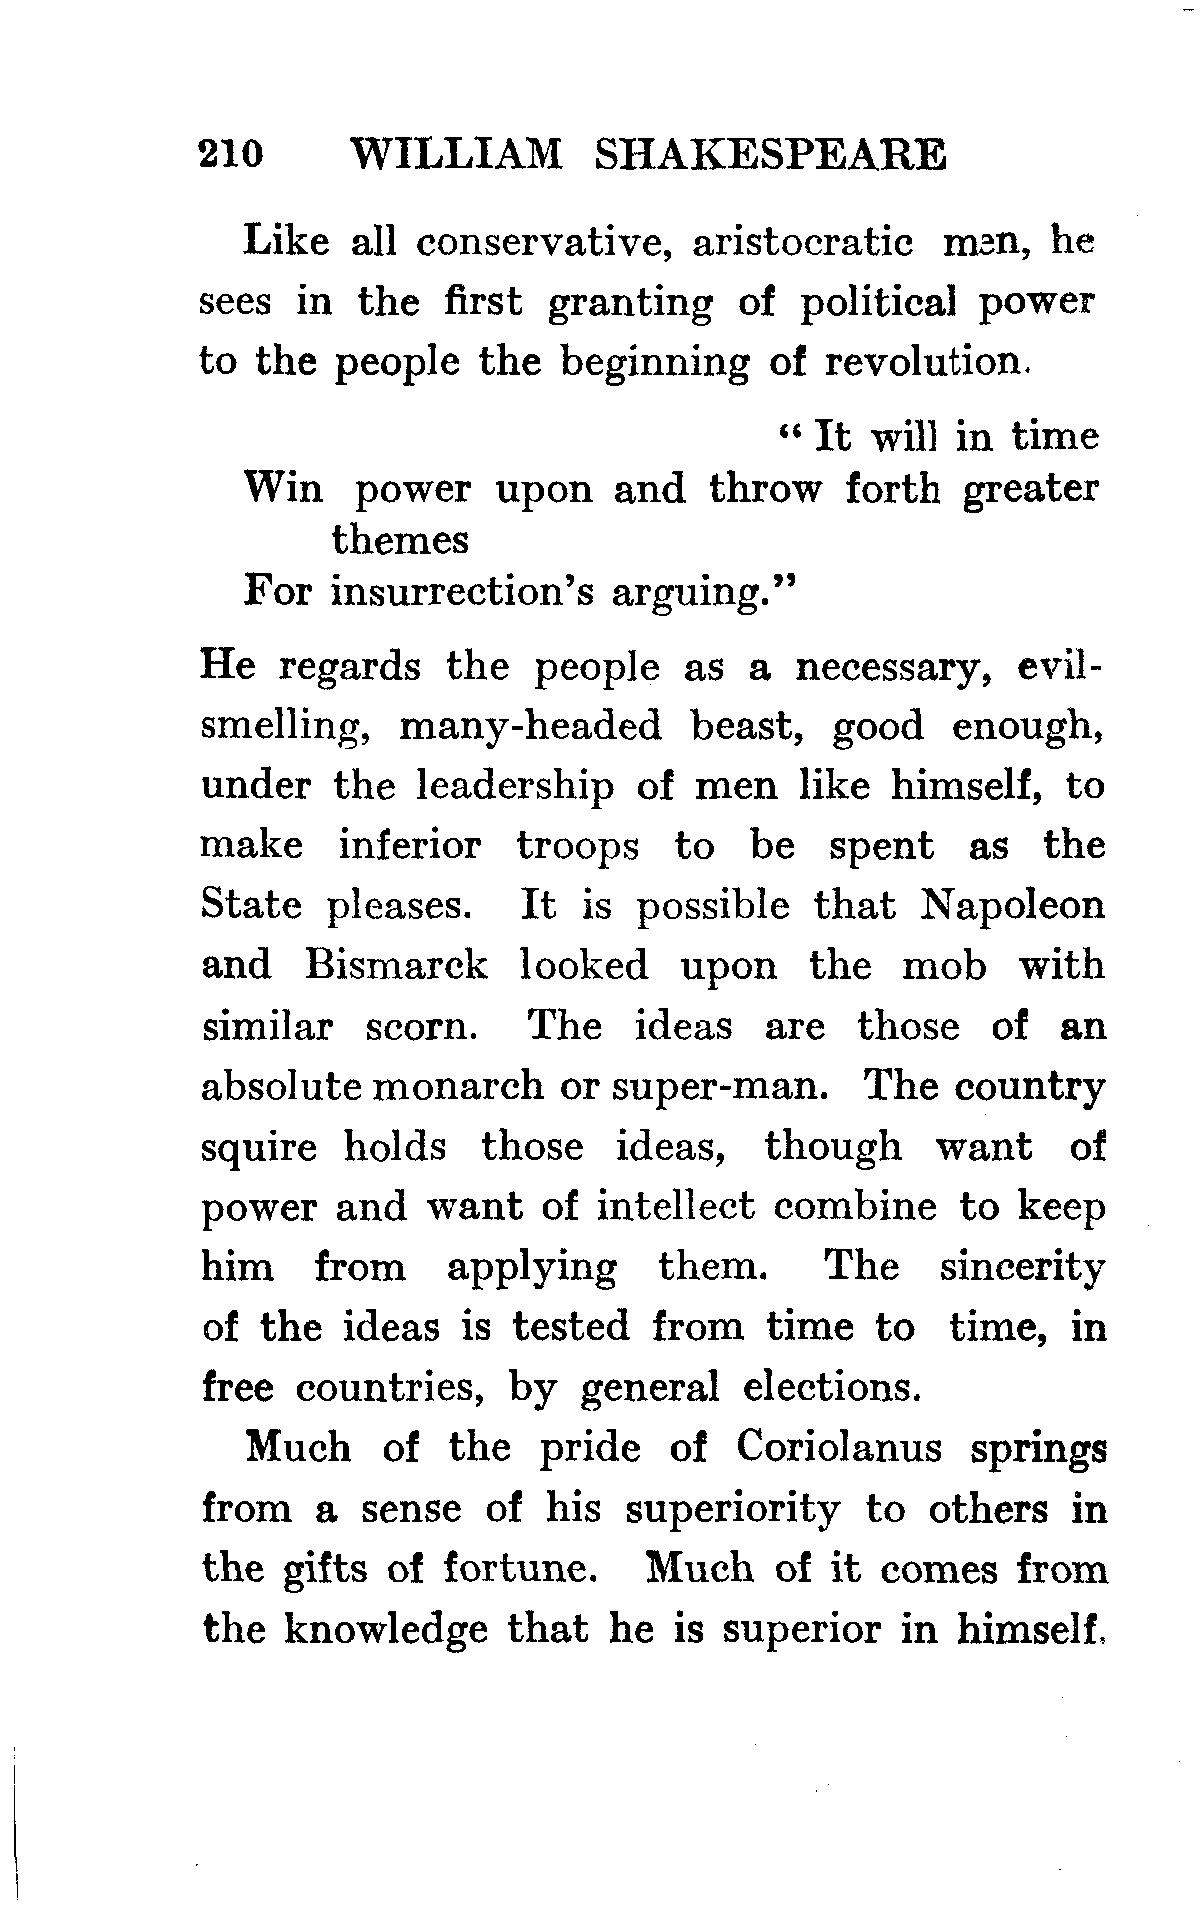 210 WILLIAM SHAKESPEARE
Like all conservative, aristocratic men, he
sees in the first granting of political power
to the people the beginning of revolution.
“ It will in time
Win power upon and throw forth greater
themes
For insurrection’s arguing.”
He regards the people as a necessary, evil-
smelling, many-headed beast, good enough,
under the leadership of men like himself, to
make inferior troops to be spent as the
State pleases. It is possible that Napoleon
and Bismarck looked upon the mob with
similar scorn. The ideas are those of an
absolute monarch or super-man. The country
squire holds those ideas, though want of
power and want of intellect combine to keep
him from applying them. The sincerity
of the ideas is tested from time to time, in
free countries, by general elections.
Much of the pride of Coriolanus springs
from a sense of his superiority to others in
the gifts of fortune. Much of it comes from
the knowledge that he is superior in himself,